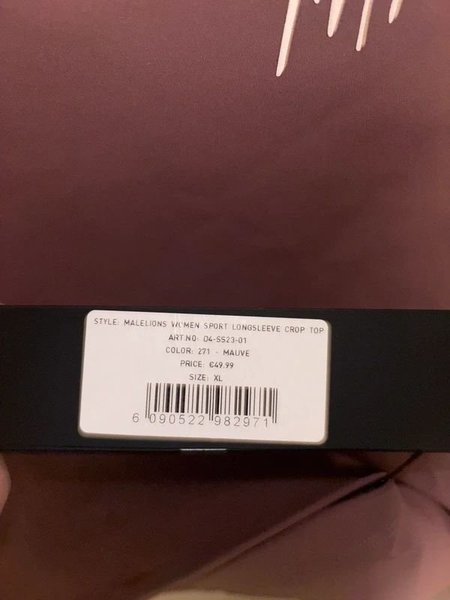 STYLE: MALELIONS WOMEN SPORT LONGSLEEVE CROP TOP
ART.NO: D4-SS23-01
COLOR: 271 - MAUVE
PRICE: €49.99
SIZE: XL
6 090522 982971